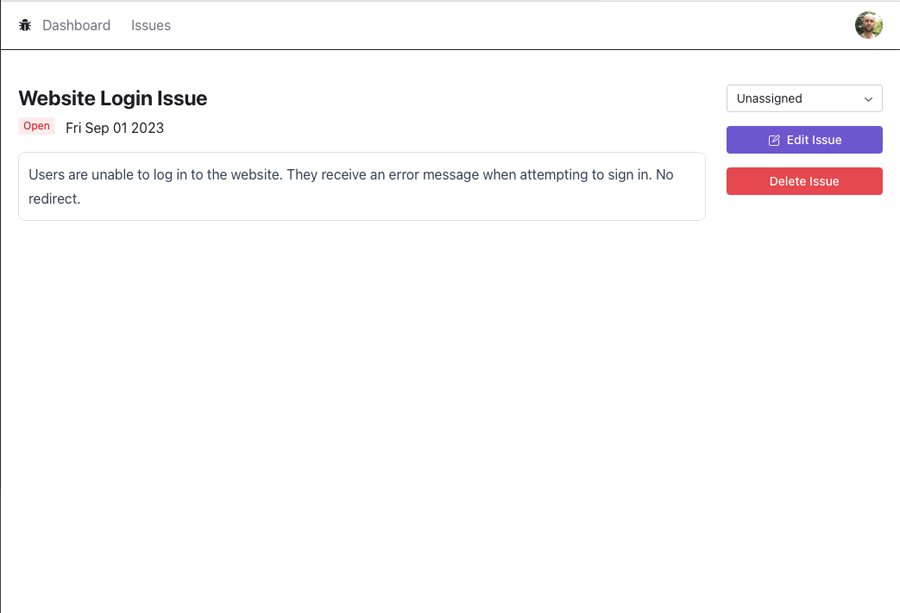 Dashboard Issues
Website Login Issue
Open Fri Sep 01 2023
Users are unable to log in to the website. They receive an error message when attempting to sign in. No
redirect.
Unassigned
Edit Issue
Delete Issue